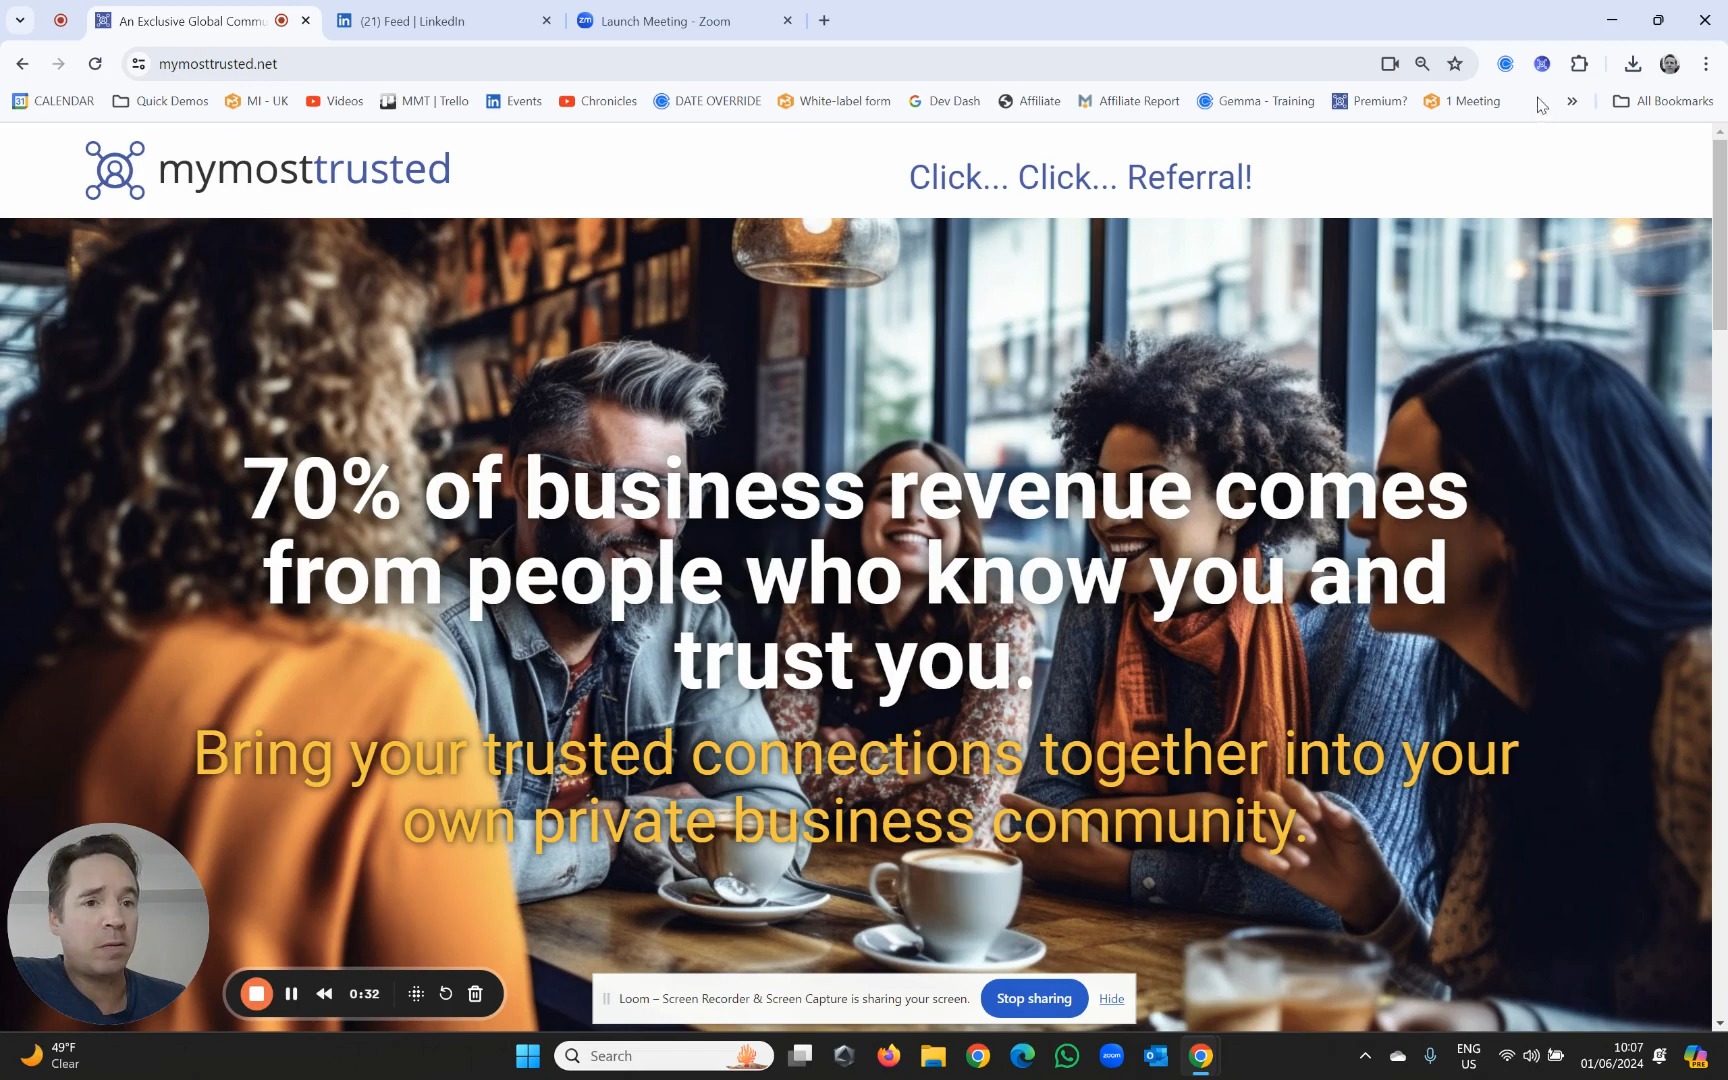 An Exclusive Global Commu
(21) Feed | LinkedIn
Launch Meeting - Zoom
mymosttrusted.net
CALENDAR
Quick Demos
MI - UK
Videos
MMT | Trello
Events
Chronicles
DATE OVERRIDE
White-label form
Dev Dash
Affiliate
Affiliate Report
Gemma - Training
Premium?
1 Meeting
All Bookmarks
mymosttrusted
Click... Click... Referral!
70% of business revenue comes
from people who know you and
trust you.
Bring your trusted connections together into your
own private business community.
0:32
Loom – Screen Recorder & Screen Capture is sharing your screen.
Stop sharing
Hide
49°F
Clear
Search
ENG
US
10:07
01/06/2024